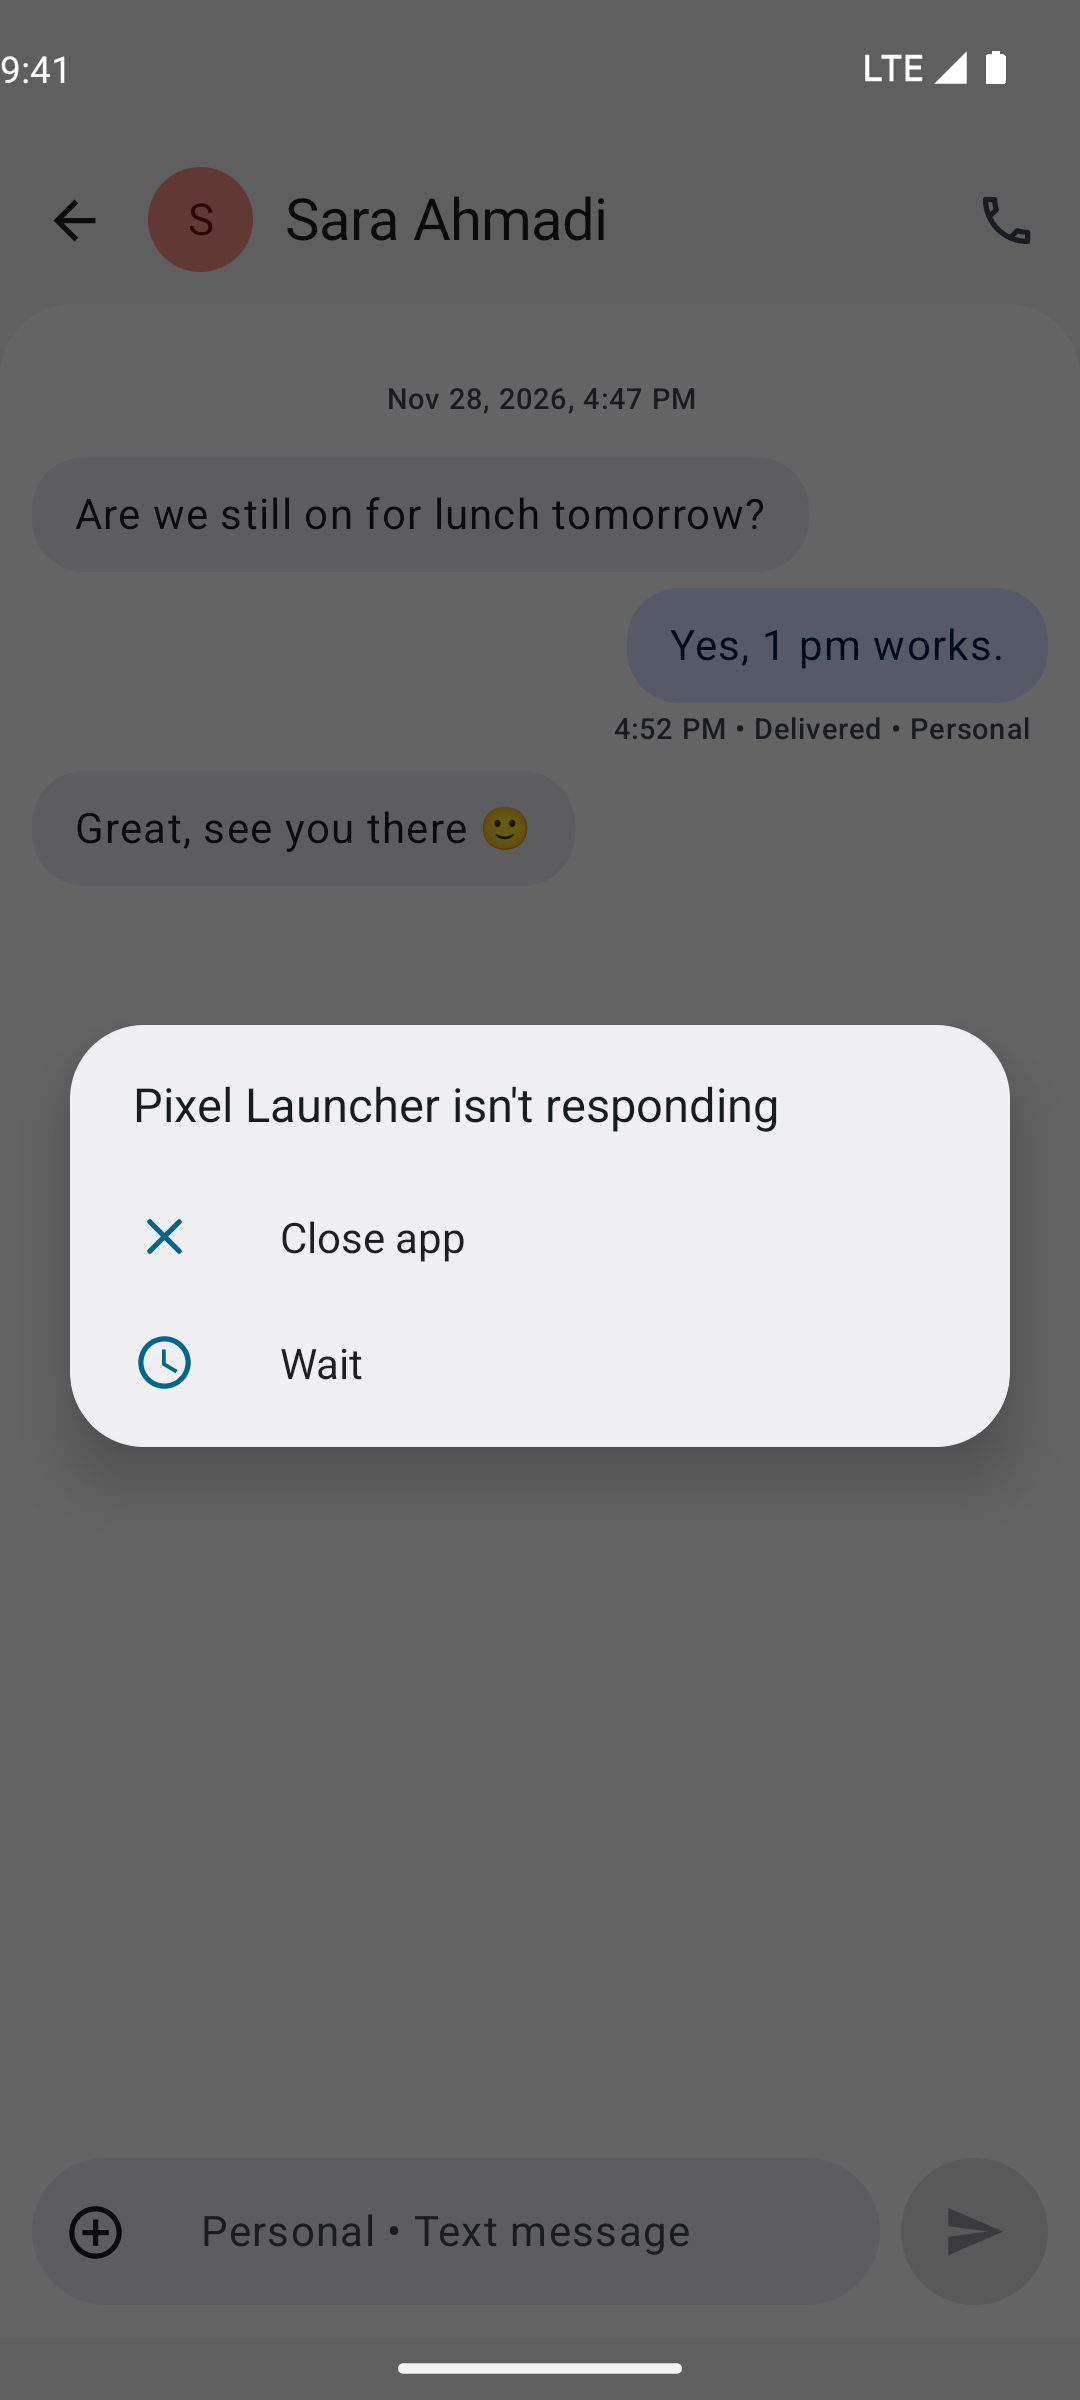 9:41
LTE
S
Sara Ahmadi
Nov 28, 2026, 4:47 PM
Are we still on for lunch tomorrow?
Yes, 1 pm works.
4:52 PM • Delivered • Personal
Great, see you there 🙂
Pixel Launcher isn't responding
Close app
Wait
Personal • Text message